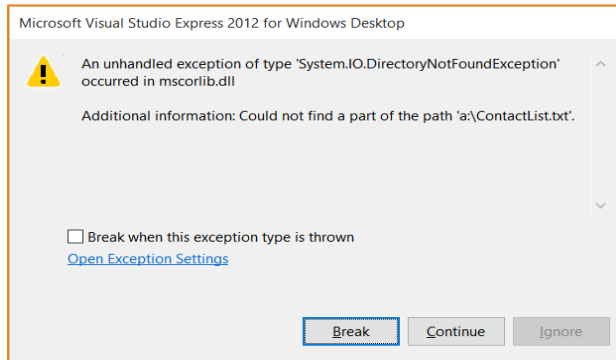 Microsoft Visual Studio Express 2012 for Windows Desktop
An unhandled exception of type 'System.IO.DirectoryNotFoundException'
occurred in mscorlib.dll
Additional information: Could not find a part of the path 'a:\ContactList.txt'.
Break when this exception type is thrown
Open Exception Settings
Break
Continue
Ignore